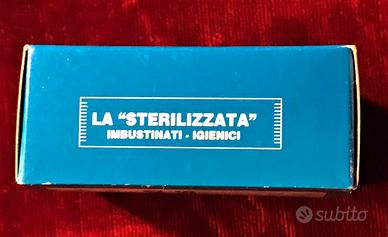 LA "STERILIZZATA"
IMBUSTINATI - IGIENICI
subito